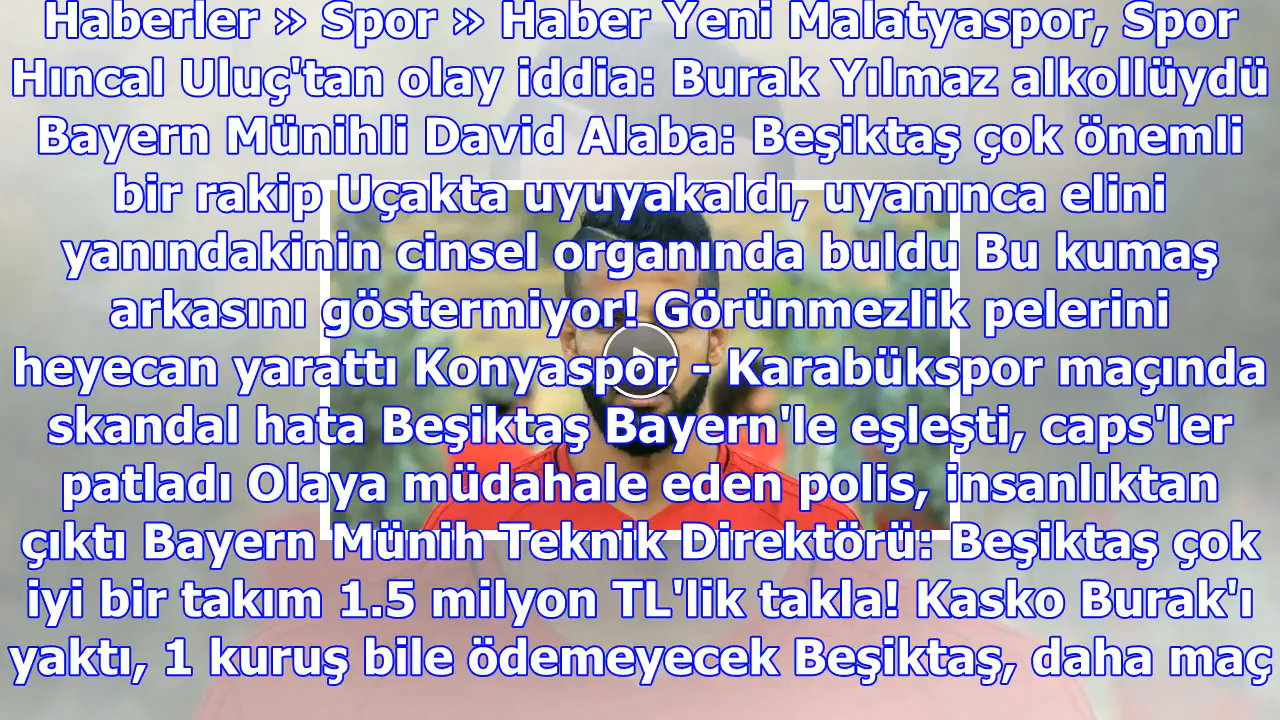 Haberler » Spor » Haber Yeni Malatyaspor, Spor
Hıncal Uluç'tan olay iddia: Burak Yılmaz alkollüydü
Bayern Münihli David Alaba: Beşiktaş çok önemli
bir rakip Uçakta uyuyakaldı, uyanınca elini
yanındakinin cinsel organında buldu Bu kumaş
arkasını göstermiyor! Görünmezlik pelerini
heyecan yarattı Konyaspor - Karabükspor maçında
skandal hata Beşiktaş Bayern'le eşleşti, caps'ler
patladı Olaya müdahale eden polis, insanlıktan
çıktı Bayern Münih Teknik Direktörü: Beşiktaş çok
iyi bir takım 1.5 milyon TL'lik takla! Kasko Burak'ı
yaktı, 1 kuruş bile ödemeyecek Beşiktaş, daha maç